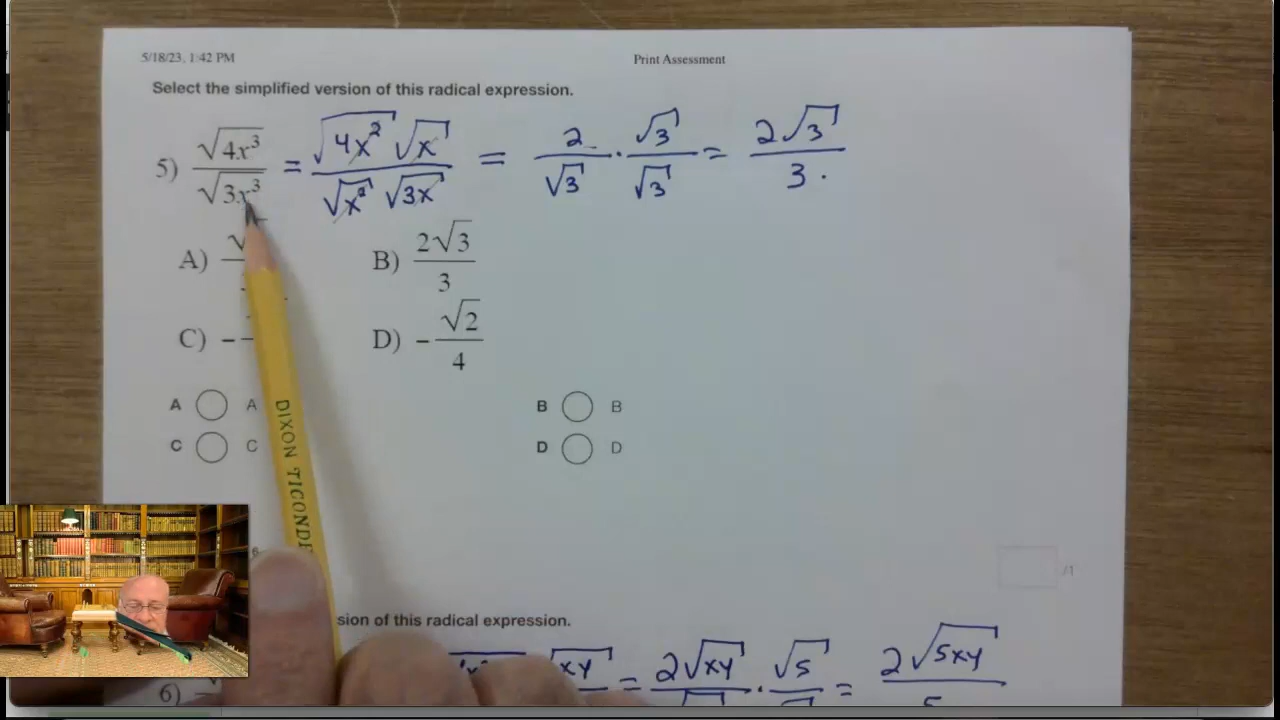 5/18/23, 1:42 PM Print Assessment
Select the simplified version of this radical expression.
5) √(4x³)/√(3x³) = √(4x²) √x / √(x²) √(3x) = 2/√3 · √3/√3 = 2√3/3.
A) B) 2√3/3
C) - D) -√2/4
A A B B
C C D D
DIXON TICONDE
/1
sion of this radical expression.
6) √(xy) = 2√(xy) · √5 = 2√(5xy)/5